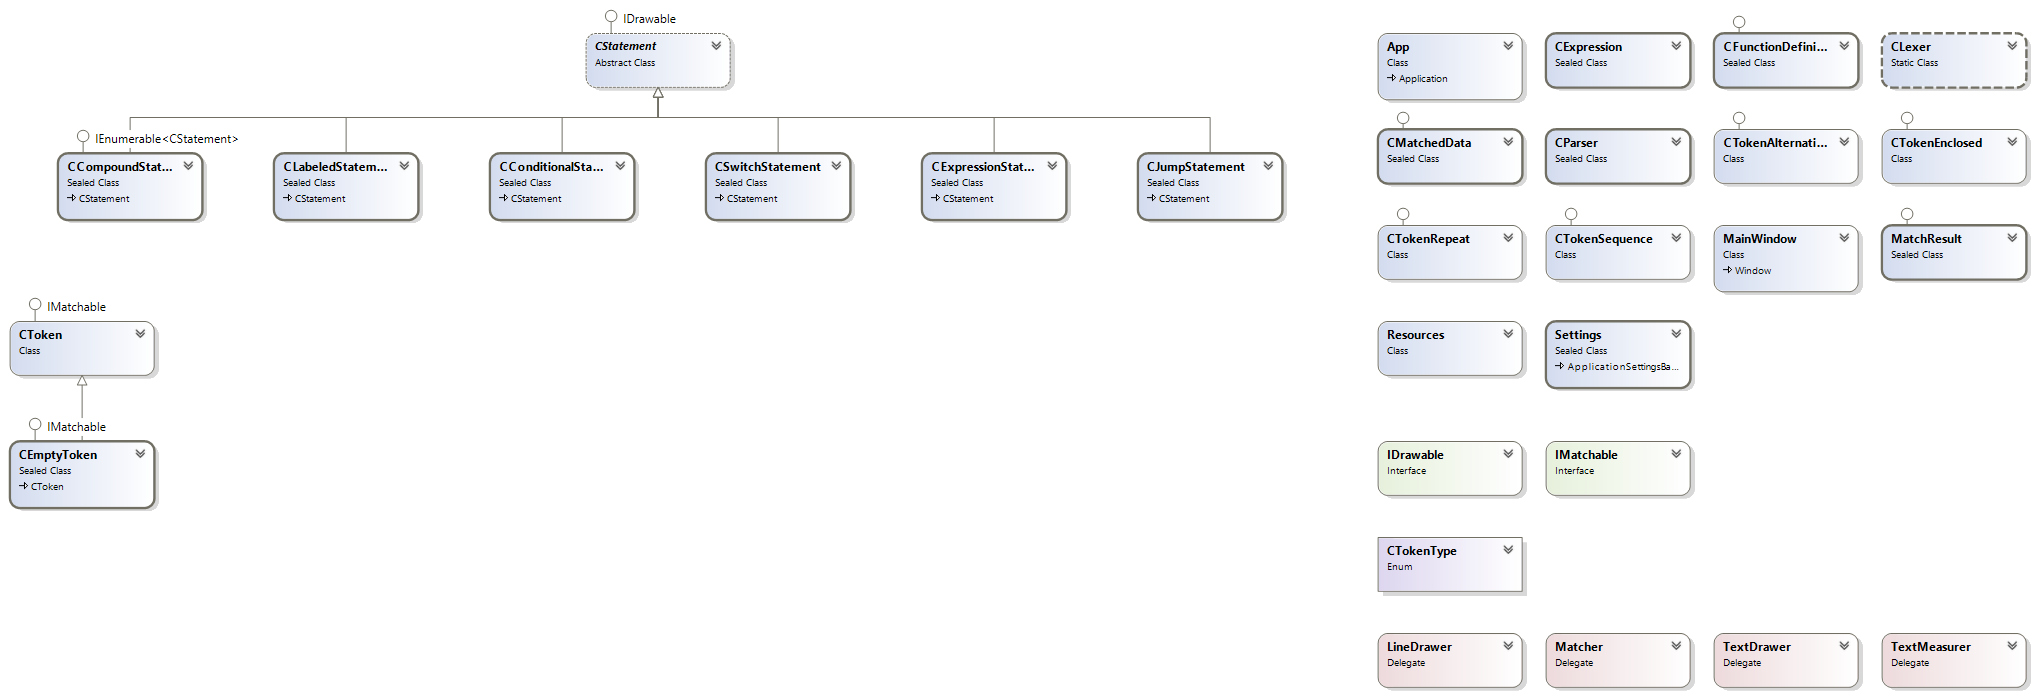 IDrawable
CStatement
Abstract Class
IEnumerable<CStatement>
CCompoundStat...
Sealed Class
CStatement
CLabeledStatem...
Sealed Class
CStatement
CConditionalSta...
Sealed Class
CStatement
CSwitchStatement
Sealed Class
CStatement
CExpressionStat...
Sealed Class
CStatement
CJumpStatement
Sealed Class
CStatement
IMatchable
CToken
Class
IMatchable
CEmptyToken
Sealed Class
CToken
App
Class
Application
CExpression
Sealed Class
CFunctionDefini...
Sealed Class
CLexer
Static Class
CMatchedData
Sealed Class
CParser
Sealed Class
CTokenAlternati...
Class
CTokenEnclosed
Class
CTokenRepeat
Class
CTokenSequence
Class
MainWindow
Class
Window
MatchResult
Sealed Class
Resources
Class
Settings
Sealed Class
ApplicationSettingsBa...
IDrawable
Interface
IMatchable
Interface
CTokenType
Enum
LineDrawer
Delegate
Matcher
Delegate
TextDrawer
Delegate
TextMeasurer
Delegate